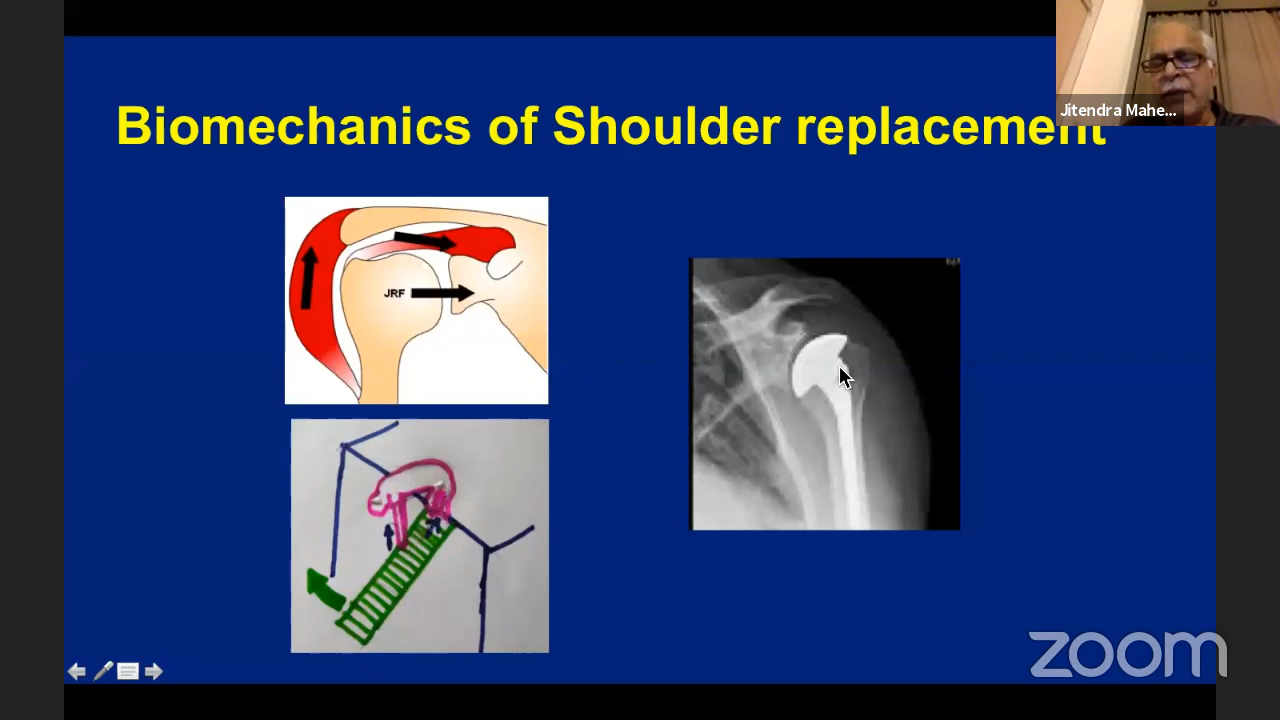 Jitendra Mahe...
Biomechanics of Shoulder replacement
JRF
zoom